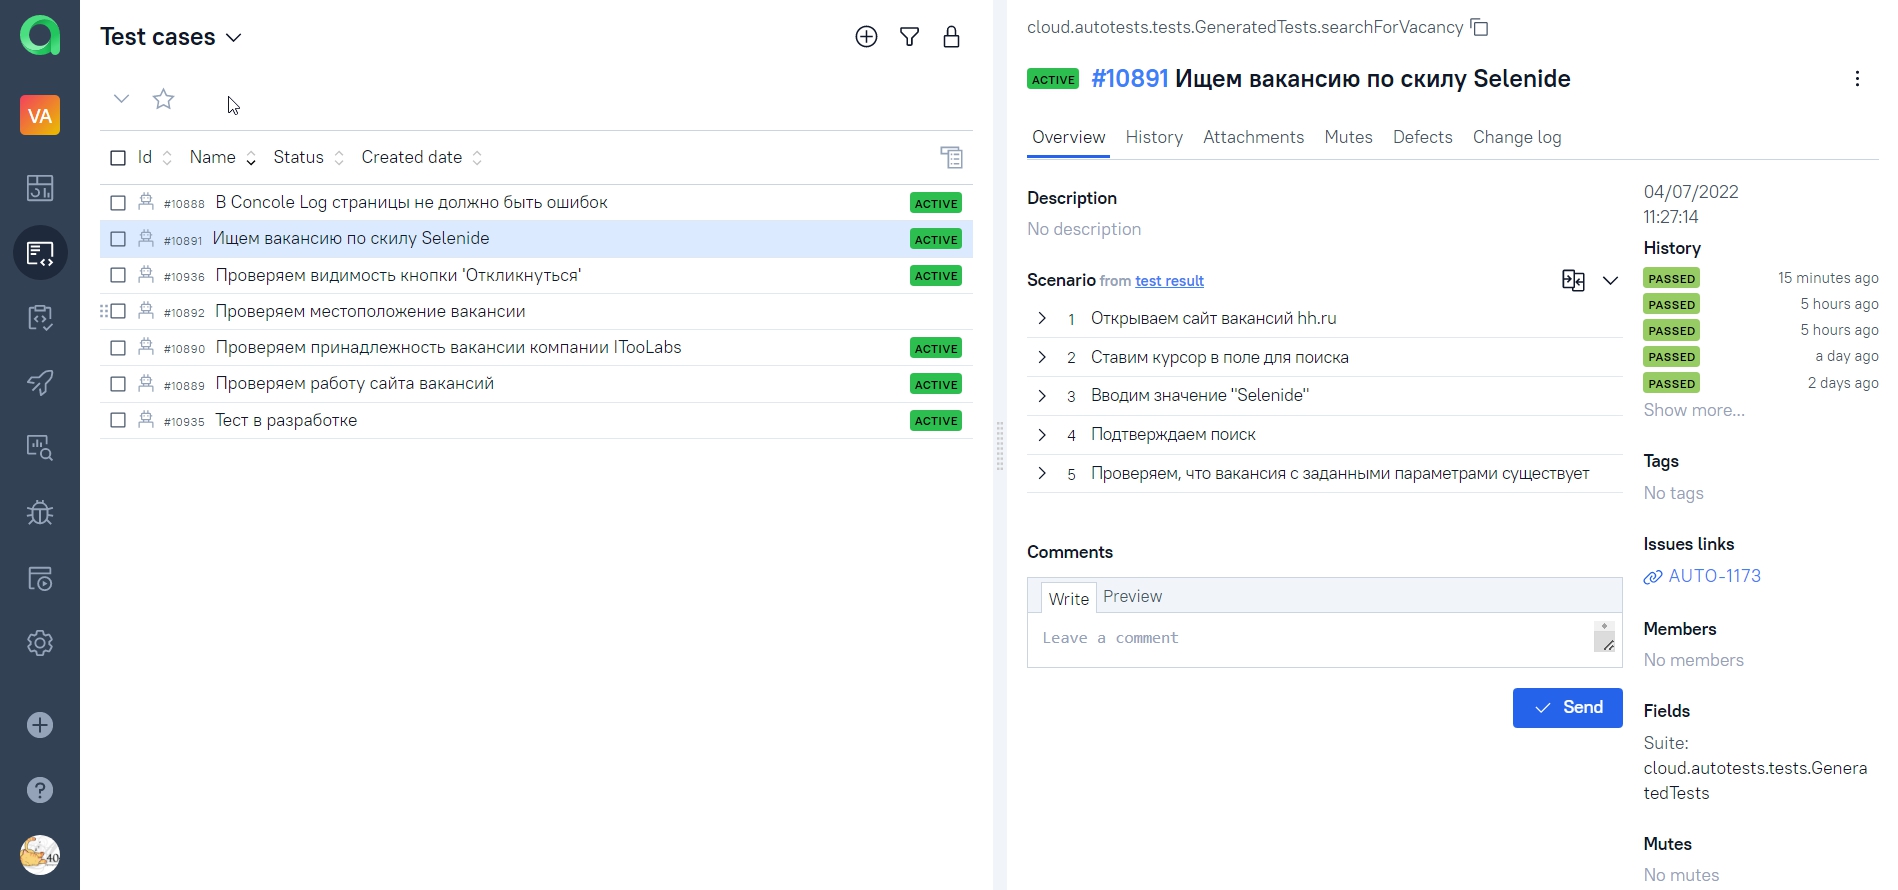 Test cases
VA
Id Name Status Created date
#10888 В Concole Log страницы не должно быть ошибок ACTIVE
#10891 Ищем вакансию по скилу Selenide ACTIVE
#10936 Проверяем видимость кнопки 'Откликнуться' ACTIVE
#10892 Проверяем местоположение вакансии
#10890 Проверяем принадлежность вакансии компании ITooLabs ACTIVE
#10889 Проверяем работу сайта вакансий ACTIVE
#10935 Тест в разработке ACTIVE
40
cloud.autotests.tests.GeneratedTests.searchForVacancy
ACTIVE #10891 Ищем вакансию по скилу Selenide
Overview History Attachments Mutes Defects Change log
Description
No description
Scenario from test result
1 Открываем сайт вакансий hh.ru
2 Ставим курсор в поле для поиска
3 Вводим значение "Selenide"
4 Подтверждаем поиск
5 Проверяем, что вакансия с заданными параметрами существует
Comments
Write Preview
Leave a comment
Send
04/07/2022
11:27:14
History
PASSED 15 minutes ago
PASSED 5 hours ago
PASSED 5 hours ago
PASSED a day ago
PASSED 2 days ago
Show more...
Tags
No tags
Issues links
AUTO-1173
Members
No members
Fields
Suite:
cloud.autotests.tests.Genera
tedTests
Mutes
No mutes